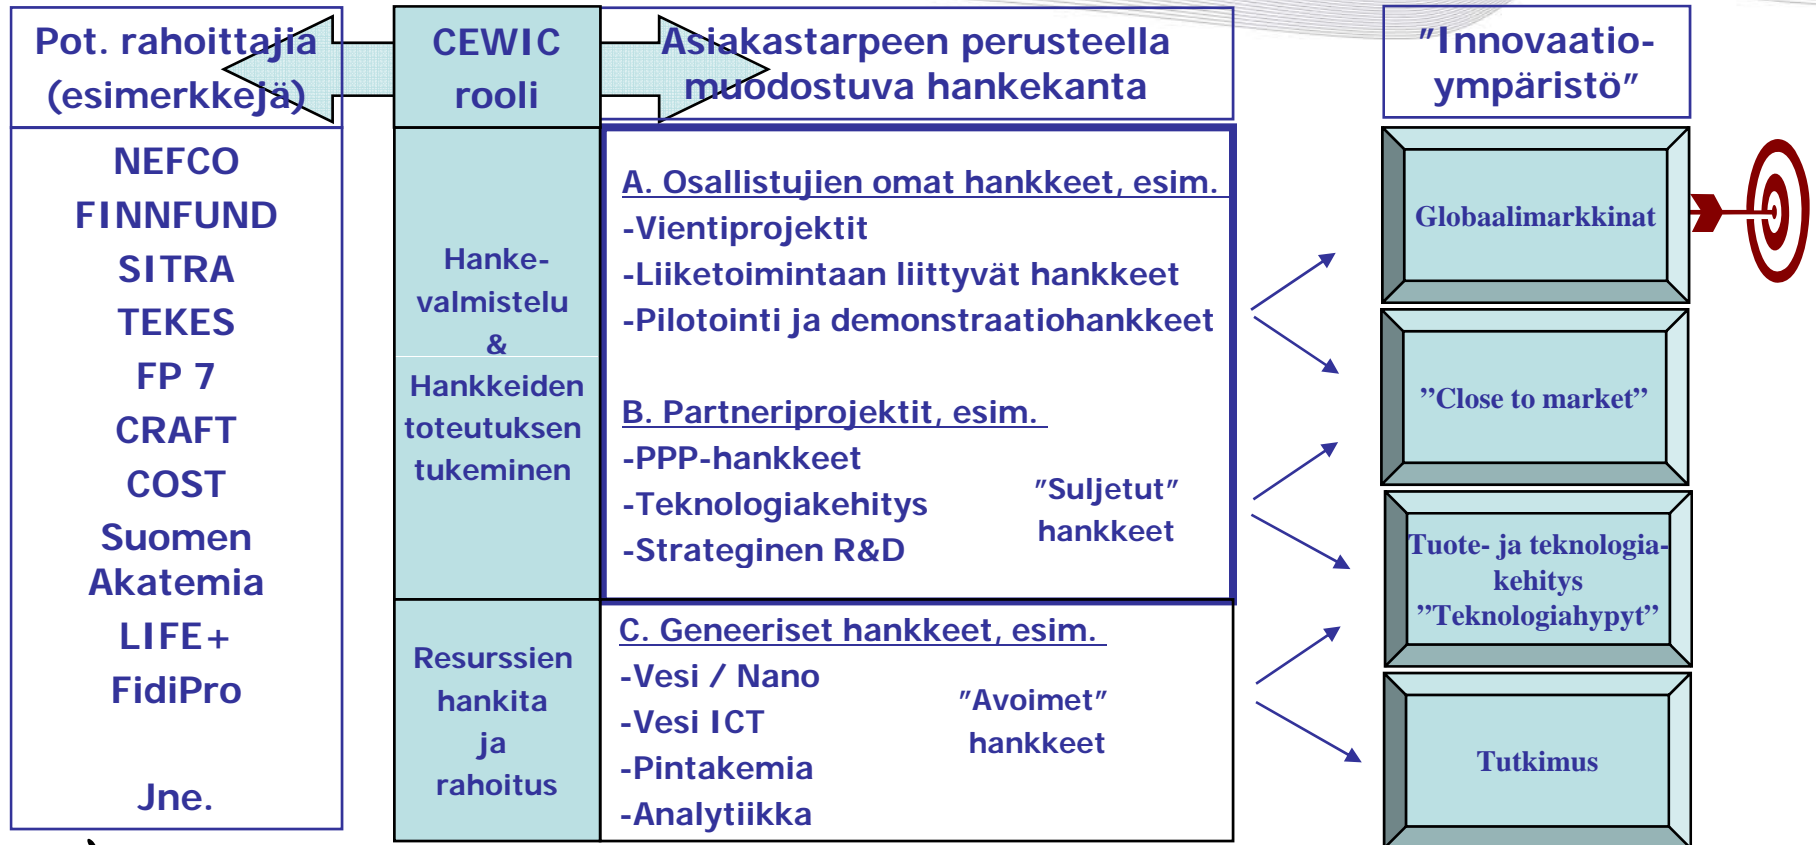 Pot. rahoittajia
(esimerkkejä)
NEFCO
FINNFUND
SITRA
TEKES
FP 7
CRAFT
COST
Suomen
Akatemia
LIFE+
FidiPro
Jne.
CEWIC
rooli
Hanke-
valmistelu
&
Hankkeiden
toteutuksen
tukeminen
Resurssien
hankita
ja
rahoitus
Asiakastarpeen perusteella
muodostuva hankekanta
A. Osallistujien omat hankkeet, esim.
-Vientiprojektit
-Liiketoimintaan liittyvät hankkeet
-Pilotointi ja demonstraatiohankkeet
B. Partneriprojektit, esim.
-PPP-hankkeet
-Teknologiakehitys
-Strateginen R&D
"Suljetut"
hankkeet
C. Geneeriset hankkeet, esim.
-Vesi / Nano
-Vesi ICT
-Pintakemia
-Analytiikka
"Avoimet"
hankkeet
"Innovaatio-
ympäristö"
Globaalimarkkinat
”Close to market”
Tuote- ja teknologia-
kehitys
”Teknologiahypyt”
Tutkimus